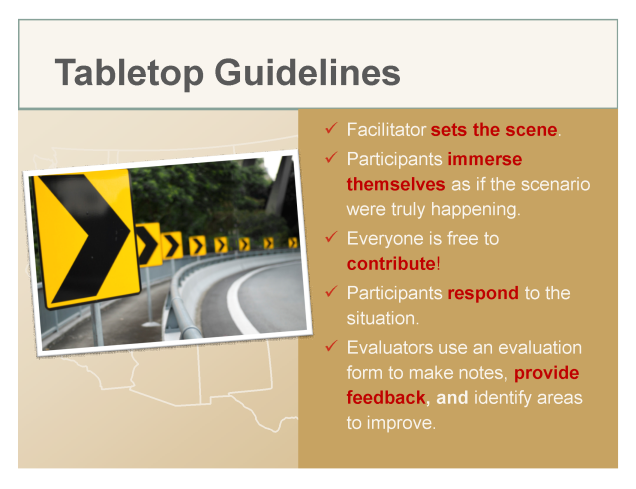 Tabletop Guidelines
✓ Facilitator sets the scene.
✓ Participants immerse
themselves as if the scenario
were truly happening.
✓ Everyone is free to
contribute!
✓ Participants respond to the
situation.
✓ Evaluators use an evaluation
form to make notes, provide
feedback, and identify areas
to improve.